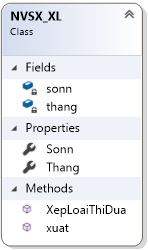 NVSX_XL
Class
Fields
sonn
thang
Properties
Sonn
Thang
Methods
XepLoaiThiDua
xuat